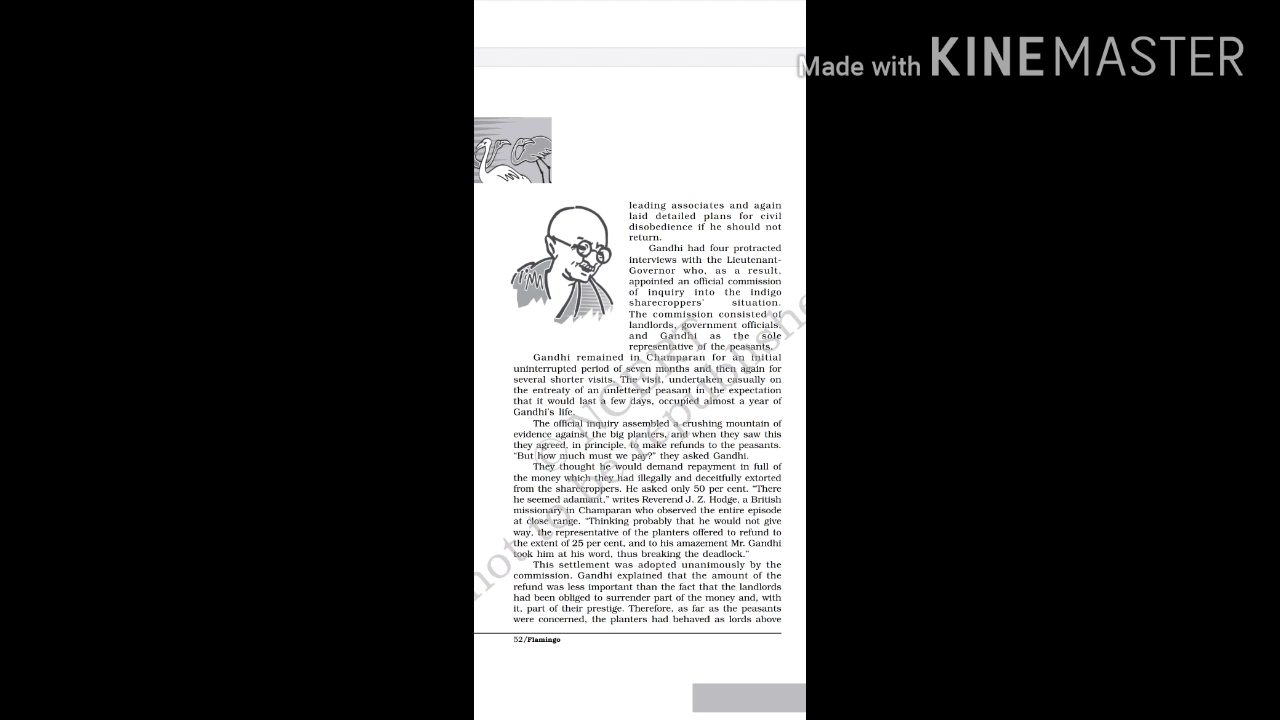 Made with KINEMASTER
leading associates and again
laid detailed plans for civil
disobedience if he should not
return.
Gandhi had four protracted
interviews with the Lieutenant-
Governor who, as a result,
appointed an official commission
of inquiry into the indigo
sharecroppers' situation.
The commission consisted of
landlords, government officials,
and Gandhi as the sole
representative of the peasants.
Gandhi remained in Champaran for an initial
uninterrupted period of seven months and then again for
several shorter visits. The visit, undertaken casually on
the entreaty of an unlettered peasant in the expectation
that it would last a few days, occupied almost a year of
Gandhi's life.
The official inquiry assembled a crushing mountain of
evidence against the big planters, and when they saw this
they agreed, in principle, to make refunds to the peasants.
"But how much must we pay?" they asked Gandhi.
They thought he would demand repayment in full of
the money which they had illegally and deceitfully extorted
from the sharecroppers. He asked only 50 per cent. "There
he seemed adamant," writes Reverend J. Z. Hodge, a British
missionary in Champaran who observed the entire episode
at close range. "Thinking probably that he would not give
way, the representative of the planters offered to refund to
the extent of 25 per cent, and to his amazement Mr. Gandhi
took him at his word, thus breaking the deadlock."
This settlement was adopted unanimously by the
commission. Gandhi explained that the amount of the
refund was less important than the fact that the landlords
had been obliged to surrender part of the money and, with
it, part of their prestige. Therefore, as far as the peasants
were concerned, the planters had behaved as lords above
52/Flamingo
© NCERT
not to be republishe